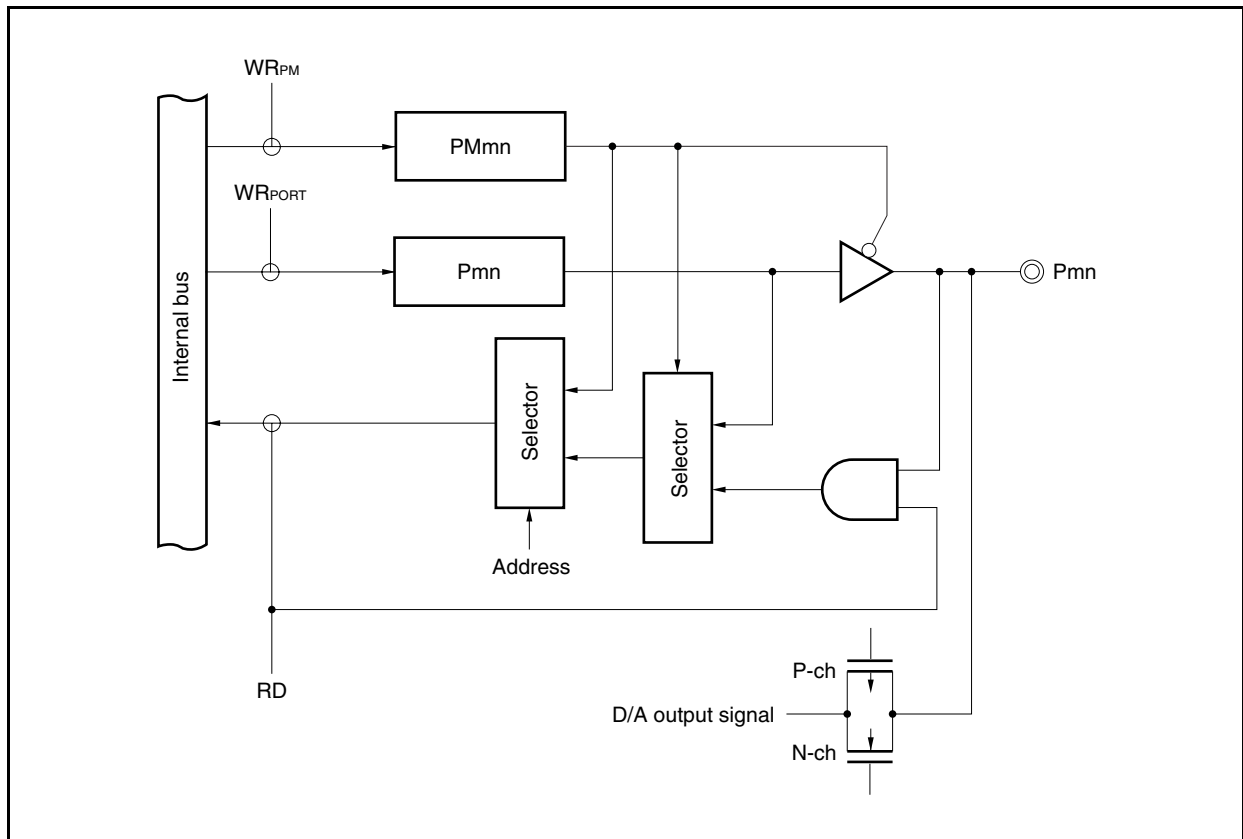 WRPM
PMmn
WRPORT
Pmn
Pmn
Internal bus
Selector
Selector
Address
RD
P-ch
D/A output signal
N-ch